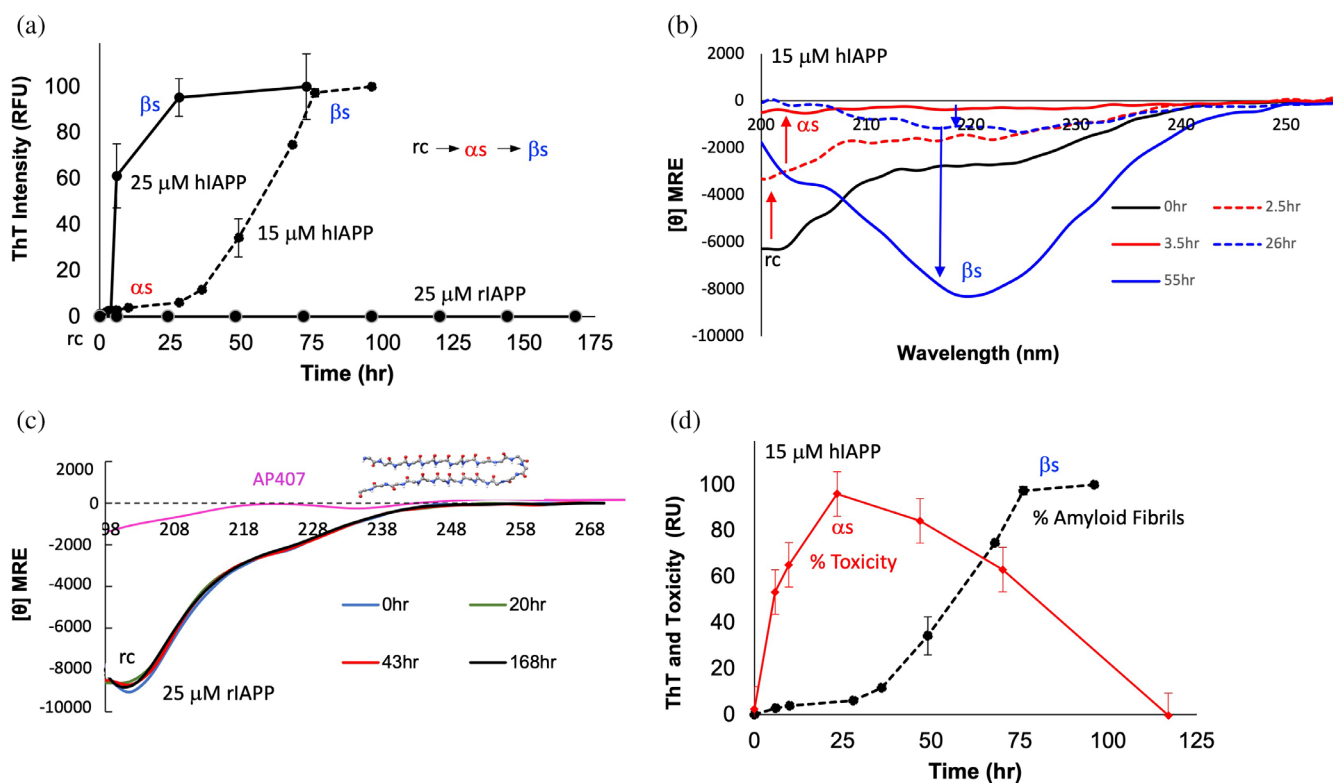 (a)
ThT Intensity (RFU)
100
80
60
40
20
0
βs
βs
rc → αs → βs
25 μM hIAPP
15 μM hIAPP
αs
25 μM rIAPP
rc
0 25 50 75 100 125 150 175
Time (hr)
(b)
15 μM hIAPP
[θ] MRE
2000
0
-2000
-4000
-6000
-8000
-10000
200 210 220 230 240 250
αs
rc
βs
0hr 2.5hr
3.5hr 26hr
55hr
Wavelength (nm)
(c)
[θ] MRE
2000
0
-2000
-4000
-6000
-8000
-10000
AP407
98 208 218 228 238 248 258 268
rc
0hr 20hr
43hr 168hr
25 μM rIAPP
(d)
15 μM hIAPP
ThT and Toxicity (RU)
100
80
60
40
20
0
βs
% Amyloid Fibrils
αs
% Toxicity
0 25 50 75 100 125
Time (hr)